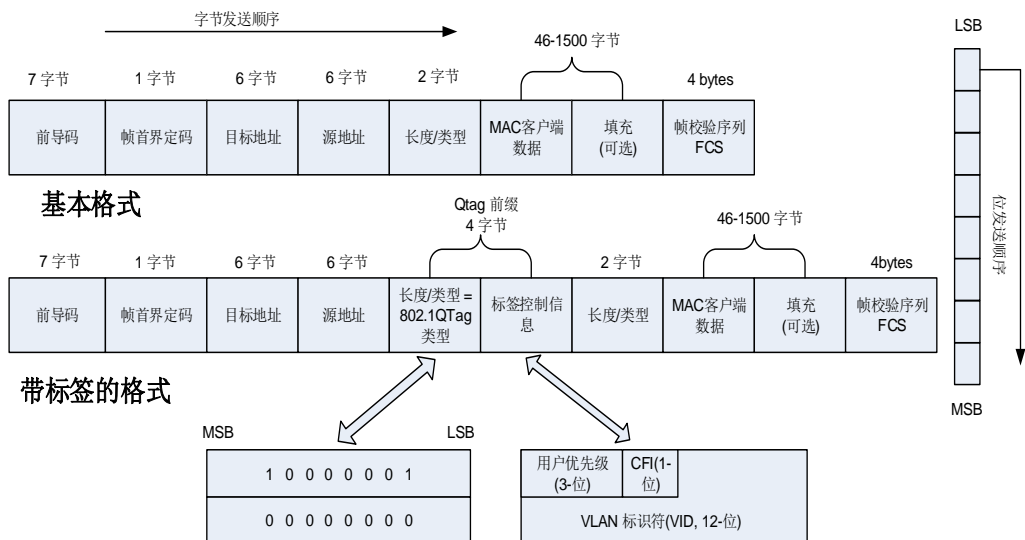 字节发送顺序
46-1500 字节
7 字节
1 字节
6 字节
6 字节
2 字节
4 bytes
前导码
帧首界定码
目标地址
源地址
长度/类型
MAC客户端
数据
填充
(可选)
帧校验序列
FCS
基本格式
Qtag 前缀
4 字节
46-1500 字节
7 字节
1 字节
6 字节
6 字节
2 字节
4bytes
前导码
帧首界定码
目标地址
源地址
长度/类型 =
802.1QTag
类型
标签控制信
息
长度/类型
MAC客户端
数据
填充
(可选)
帧校验序列
FCS
带标签的格式
MSB
LSB
1 0 0 0 0 0 0 1
0 0 0 0 0 0 0 0
用户优先级
(3-位)
CFI(1-
位)
VLAN 标识符(VID, 12-位)
LSB
位发送顺序
MSB